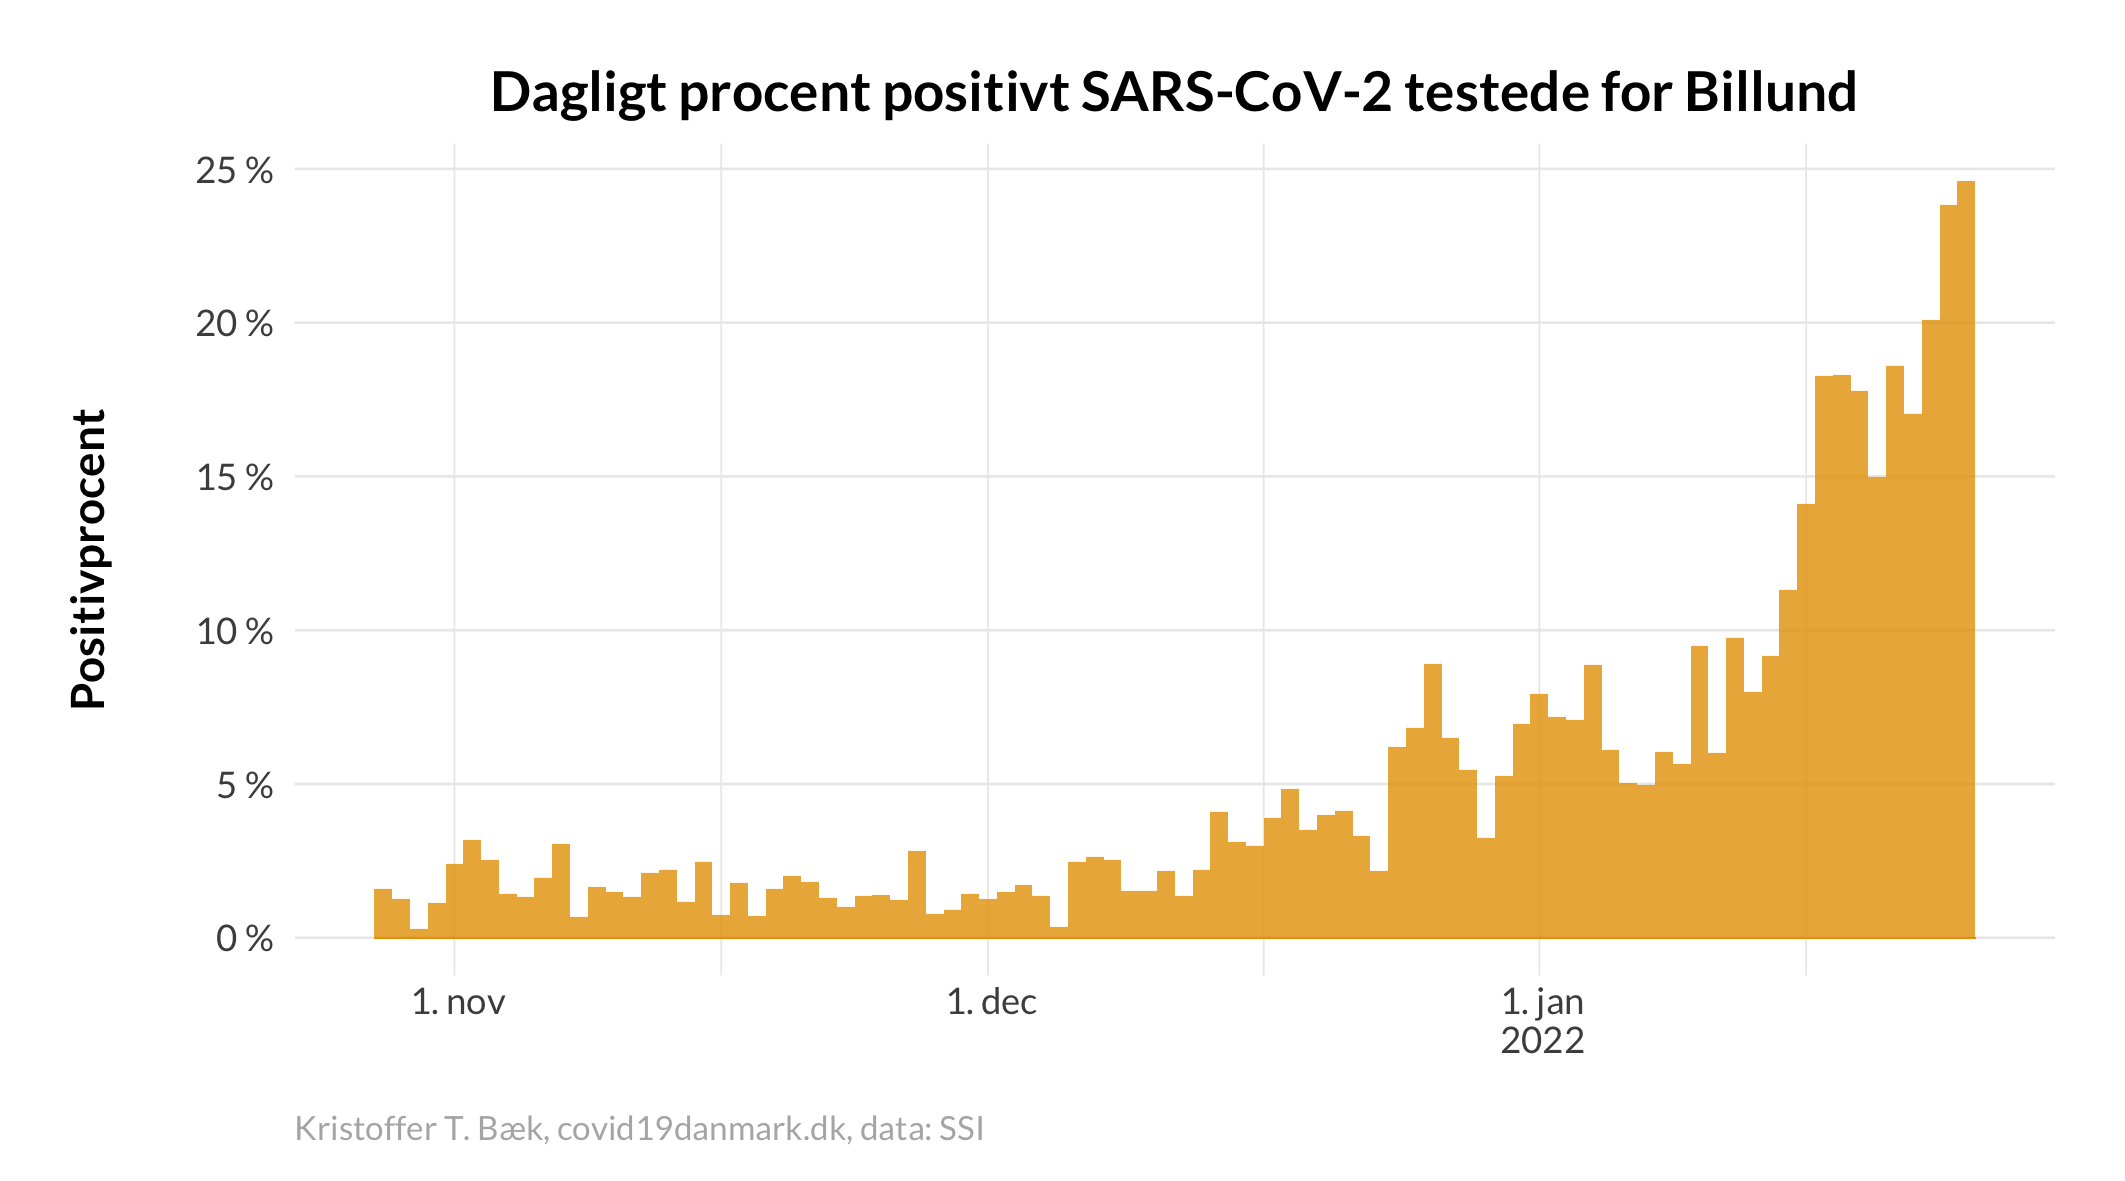 Dagligt procent positivt SARS-CoV-2 testede for Billund
Positivprocent
25 %
20 %
15 %
10 %
5 %
0 %
1. nov
1. dec
1. jan
2022
Kristoffer T. Bæk, covid19danmark.dk, data: SSI